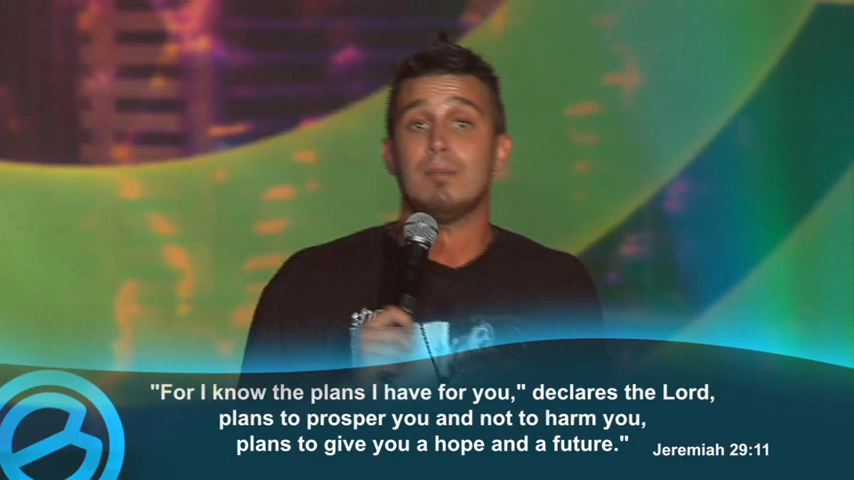 "For I know the plans I have for you," declares the Lord,
plans to prosper you and not to harm you,
plans to give you a hope and a future."
Jeremiah 29:11